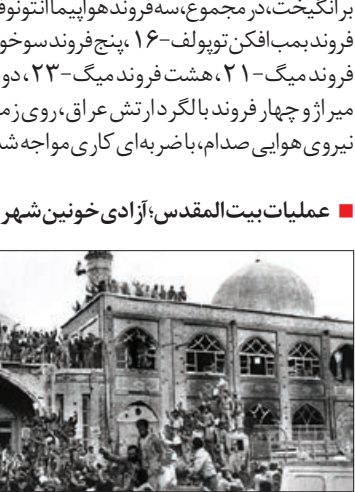 برانگیخت، در مجموع، سه فروند هواپیما آنتونوف
فروند بمب‌افکن توپولف-۱۶، پنج فروند سوخو
فروند میگ-۲۱، هشت فروند میگ-۲۳، دو
میراژ و چهار فروند بالگرد ارتش عراق، روی زم
نیروی هوایی صدام، با ضربه‌ای کاری مواجه شد
عملیات بیت‌المقدس؛ آزادی خونین شهر